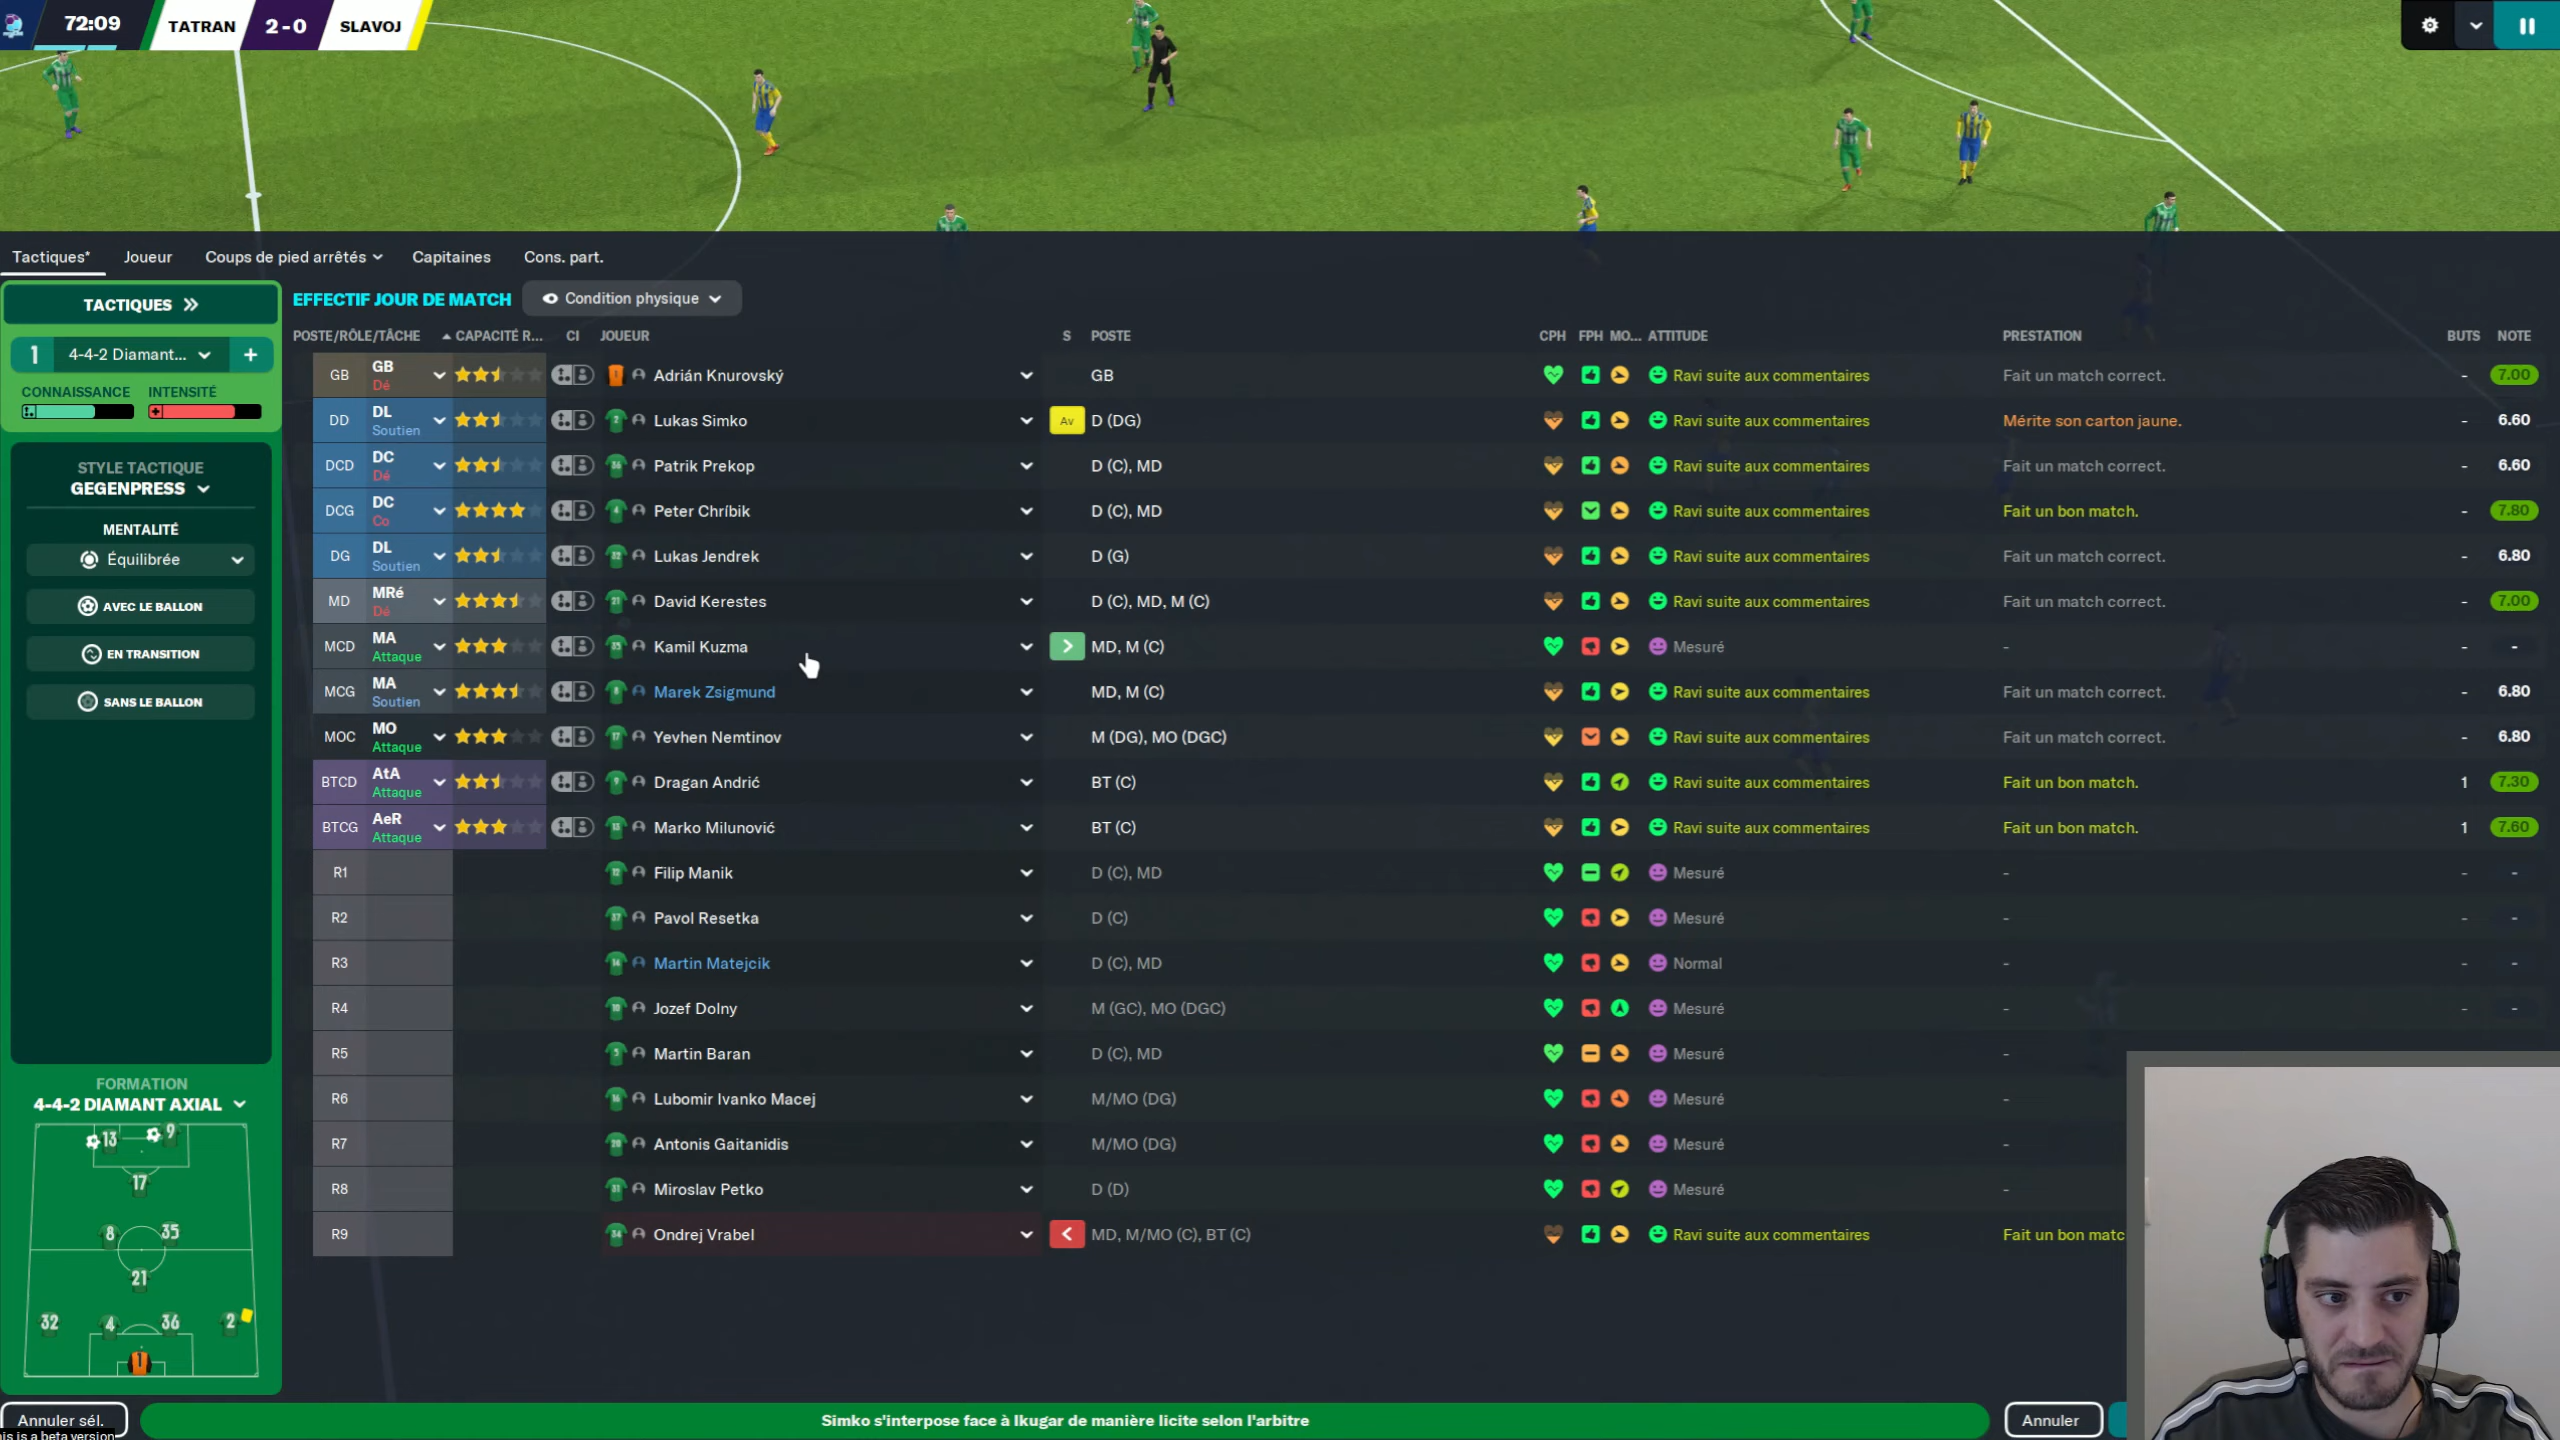 72:09 TATRAN 2 - 0 SLAVOJ
Tactiques* Joueur Coups de pied arrêtés Capitaines Cons. part.
TACTIQUES
1 4-4-2 Diamant... +
CONNAISSANCE INTENSITÉ
STYLE TACTIQUE
GEGENPRESS
MENTALITÉ
Équilibrée
AVEC LE BALLON
EN TRANSITION
SANS LE BALLON
FORMATION
4-4-2 DIAMANT AXIAL
13 9
17
8 35
21
32 4 36 2
1
EFFECTIF JOUR DE MATCH Condition physique
POSTE/RÔLE/TÂCHE CAPACITÉ R... CI JOUEUR S POSTE CPH FPH MO... ATTITUDE PRESTATION BUTS NOTE
GB GB Dé Adrián Knurovský GB Ravi suite aux commentaires Fait un match correct. - 7.00
DD DL Soutien Lukas Simko Av D (DG) Ravi suite aux commentaires Mérite son carton jaune. - 6.60
DCD DC Dé Patrik Prekop D (C), MD Ravi suite aux commentaires Fait un match correct. - 6.60
DCG DC Co Peter Chríbik D (C), MD Ravi suite aux commentaires Fait un bon match. - 7.80
DG DL Soutien Lukas Jendrek D (G) Ravi suite aux commentaires Fait un match correct. - 6.80
MD MRé Dé David Kerestes D (C), MD, M (C) Ravi suite aux commentaires Fait un match correct. - 7.00
MCD MA Attaque Kamil Kuzma MD, M (C) Mesuré - - -
MCG MA Soutien Marek Zsigmund MD, M (C) Ravi suite aux commentaires Fait un match correct. - 6.80
MOC MO Attaque Yevhen Nemtinov M (DG), MO (DGC) Ravi suite aux commentaires Fait un match correct. - 6.80
BTCD AtA Attaque Dragan Andrić BT (C) Ravi suite aux commentaires Fait un bon match. 1 7.30
BTCG AeR Attaque Marko Milunović BT (C) Ravi suite aux commentaires Fait un bon match. 1 7.60
R1 Filip Manik D (C), MD Mesuré - - -
R2 Pavol Resetka D (C) Mesuré - - -
R3 Martin Matejcik D (C), MD Normal - - -
R4 Jozef Dolny M (GC), MO (DGC) Mesuré - - -
R5 Martin Baran D (C), MD Mesuré -
R6 Lubomir Ivanko Macej M/MO (DG) Mesuré -
R7 Antonis Gaitanidis M/MO (DG) Mesuré -
R8 Miroslav Petko D (D) Mesuré -
R9 Ondrej Vrabel MD, M/MO (C), BT (C) Ravi suite aux commentaires Fait un bon matc
Annuler sél. Simko s'interpose face à Ikugar de manière licite selon l'arbitre Annuler
his is a beta version